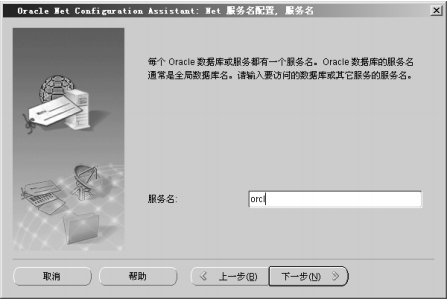 Oracle Net Configuration Assistant: Net 服务名配置, 服务名
每个 Oracle 数据库或服务都有一个服务名。Oracle 数据库的服务名
通常是全局数据库名。请输入要访问的数据库或其它服务的服务名。
服务名: orcl
取消 帮助 上一步(B) 下一步(N)